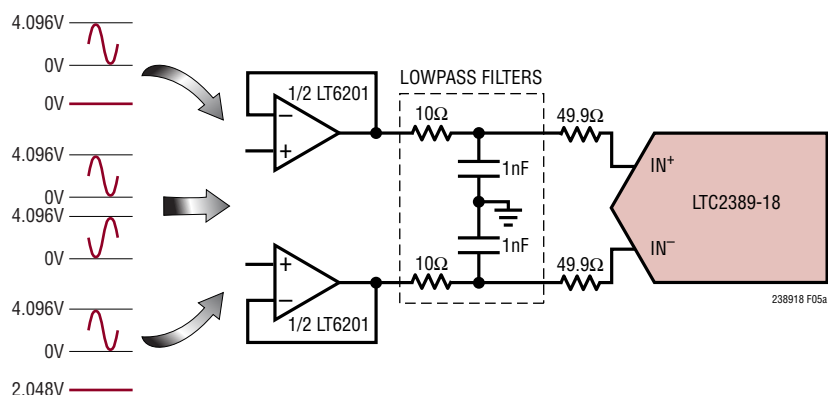 4.096V
0V
0V
4.096V
0V
4.096V
0V
4.096V
0V
2.048V
1/2 LT6201
–
+
LOWPASS FILTERS
10Ω
49.9Ω
1nF
1nF
10Ω
49.9Ω
+
–
1/2 LT6201
IN+
LTC2389-18
IN–
238918 F05a